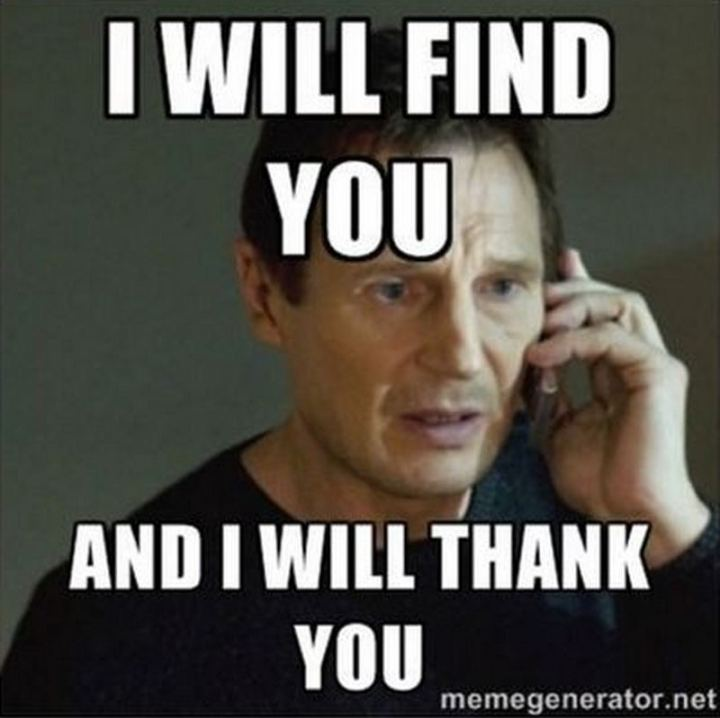 I WILL FIND
YOU
AND I WILL THANK
YOU
memegenerator.net